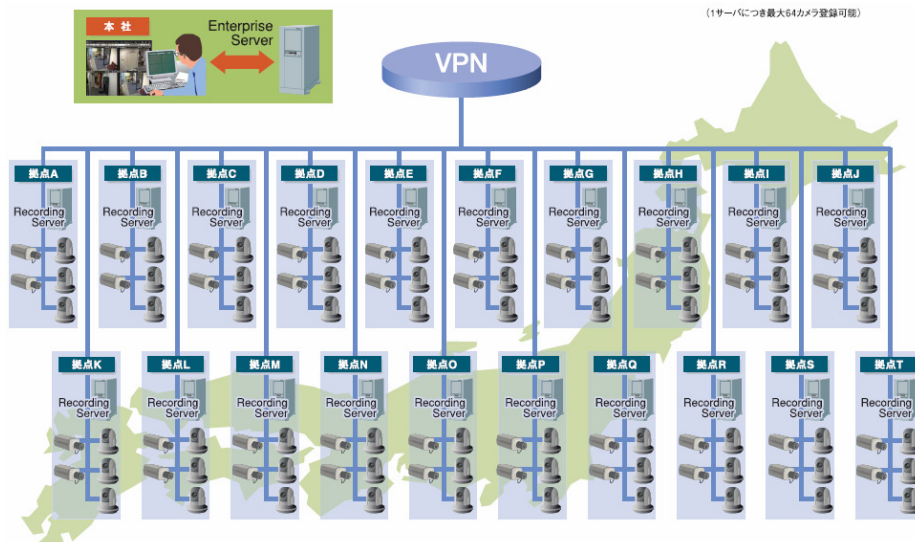 本社
Enterprise
Server
(1サーバにつき最大64カメラ登録可能)
VPN
拠点A
Recording
Server
拠点B
Recording
Server
拠点C
Recording
Server
拠点D
Recording
Server
拠点E
Recording
Server
拠点F
Recording
Server
拠点G
Recording
Server
拠点H
Recording
Server
拠点I
Recording
Server
拠点J
Recording
Server
拠点K
Recording
Server
拠点L
Recording
Server
拠点M
Recording
Server
拠点N
Recording
Server
拠点O
Recording
Server
拠点P
Recording
Server
拠点Q
Recording
Server
拠点R
Recording
Server
拠点S
Recording
Server
拠点T
Recording
Server